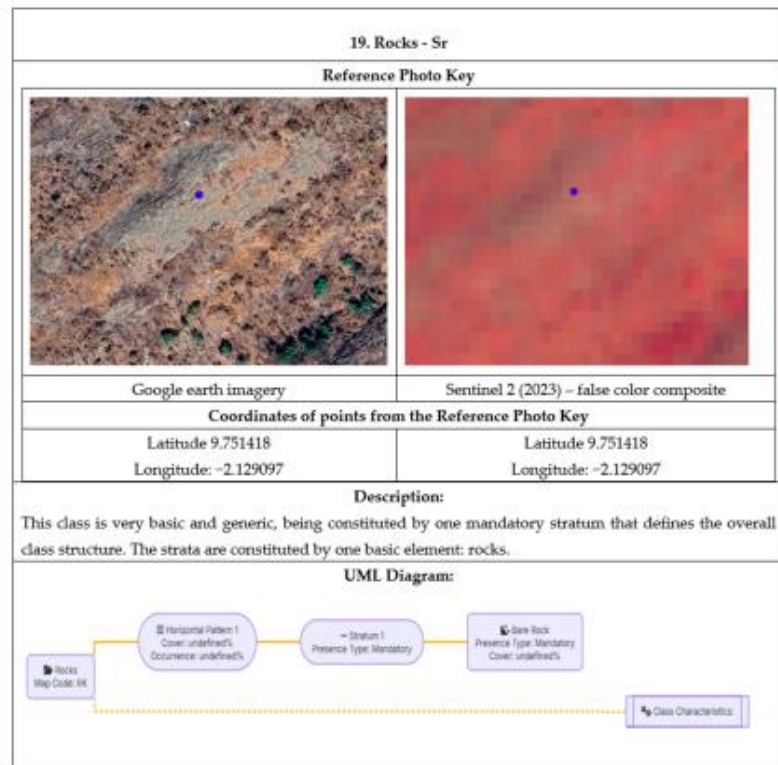 19. Rocks - Sr
Reference Photo Key
Google earth imagery
Sentinel 2 (2023) – false color composite
Coordinates of points from the Reference Photo Key
Latitude 9.751418
Longitude: −2.129097
Latitude 9.751418
Longitude: −2.129097
Description:
This class is very basic and generic, being constituted by one mandatory stratum that defines the overall
class structure. The strata are constituted by one basic element: rocks.
UML Diagram:
Horizontal Pattern 1
Cover: undefined%
Occurrence: undefined%
Stratum 1
Presence Type: Mandatory
Bare Rock
Presence Type: Mandatory
Cover: undefined%
Rocks
Map Code: RK
Class Characteristics